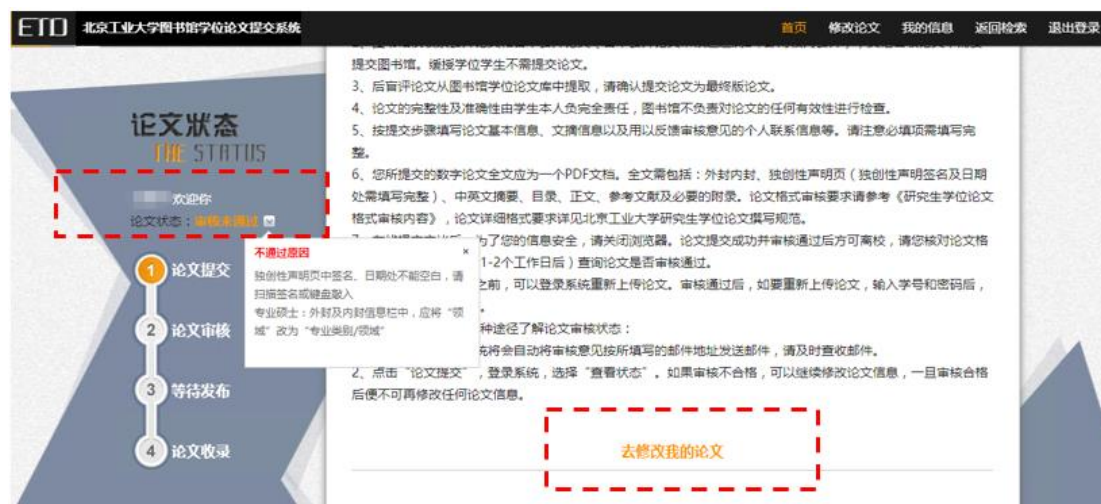 ETD 北京工业大学图书馆学位论文提交系统 首页 修改论文 我的信息 返回检索 退出登录
论文状态
THE STATUS
欢迎你
论文状态：审核未通过
1 论文提交
2 论文审核
3 等待发布
4 论文收录
不通过原因 ×
独创性声明页中签名、日期处不能空白，请
扫描签名或键盘敲入
专业硕士：外封及内封信息栏中，应将“领
域”改为“专业类别/领域”
提交图书馆。缓授学位学生不需提交论文。
3、后盲评论文从图书馆学位论文库中提取，请确认提交论文为最终版论文。
4、论文的完整性及准确性由学生本人负完全责任，图书馆不负责对论文的任何有效性进行检查。
5、按提交步骤填写论文基本信息、文摘信息以及用以反馈审核意见的个人联系信息等。请注意必填项需填写完
整。
6、您所提交的数字论文全文应为一个PDF文档。全文需包括：外封内封、独创性声明页（独创性声明签名及日期
处需填写完整）、中英文摘要、目录、正文、参考文献及必要的附录。论文格式审核要求请参考《研究生学位论文
格式审核内容》，论文详细格式要求详见北京工业大学研究生学位论文撰写规范。
为了您的信息安全，请关闭浏览器。论文提交成功并审核通过后方可离校，请您核对论文格
1-2个工作日后）查询论文是否审核通过。
之前，可以登录系统重新上传论文。审核通过后，如要重新上传论文，输入学号和密码后，
种途径了解论文审核状态：
统将会自动将审核意见按所填写的邮件地址发送邮件，请及时查收邮件。
2、点击“论文提交”，登录系统，选择“查看状态”。如果审核不合格，可以继续修改论文信息，一旦审核合格
后便不可再修改任何论文信息。
去修改我的论文